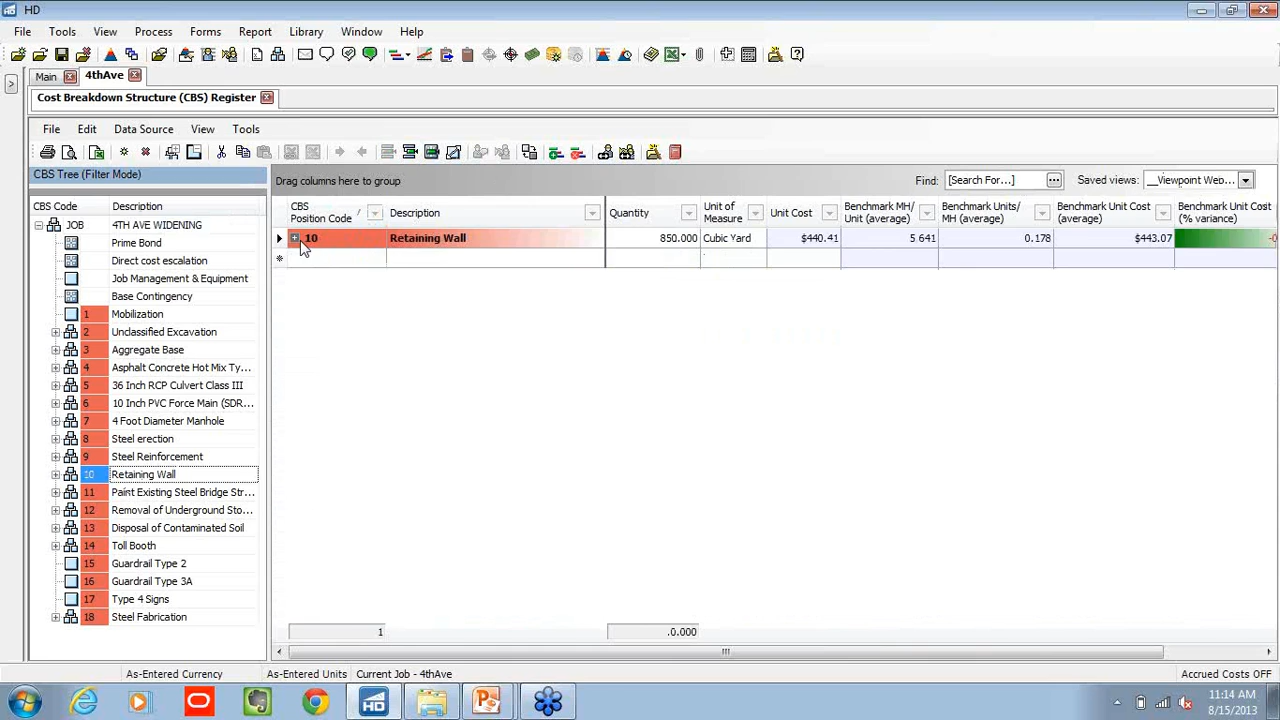 HD
File Tools View Process Forms Report Library Window Help
Main 4thAve
Cost Breakdown Structure (CBS) Register
File Edit Data Source View Tools
CBS Tree (Filter Mode)
Drag columns here to group
Find: [Search For...]
Saved views: __Viewpoint Web...
CBS Code Description
CBS Position Code Description Quantity Unit of Measure Unit Cost Benchmark MH/ Unit (average) Benchmark Units/ MH (average) Benchmark Unit Cost (average) Benchmark Unit Cost (% variance)
10 Retaining Wall 850.000 Cubic Yard $440.41 5 641 0.178 $443.07 -0
JOB 4TH AVE WIDENING
Prime Bond
Direct cost escalation
Job Management & Equipment
Base Contingency
1 Mobilization
2 Unclassified Excavation
3 Aggregate Base
4 Asphalt Concrete Hot Mix Ty...
5 36 Inch RCP Culvert Class III
6 10 Inch PVC Force Main (SDR...
7 4 Foot Diameter Manhole
8 Steel erection
9 Steel Reinforcement
10 Retaining Wall
11 Paint Existing Steel Bridge Str...
12 Removal of Underground Sto...
13 Disposal of Contaminated Soil
14 Toll Booth
15 Guardrail Type 2
16 Guardrail Type 3A
17 Type 4 Signs
18 Steel Fabrication
1 .0.000
As-Entered Currency As-Entered Units Current Job - 4thAve Accrued Costs OFF
HD
11:14 AM
8/15/2013